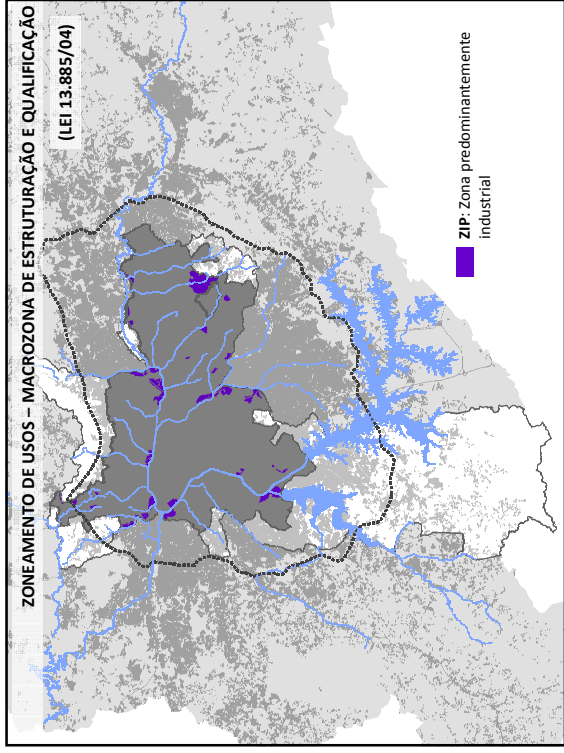 ZONEAMENTO DE USOS – MACROZONA DE ESTRUTURAÇÃO E QUALIFICAÇÃO
(LEI 13.885/04)
ZIP: Zona predominantemente
industrial